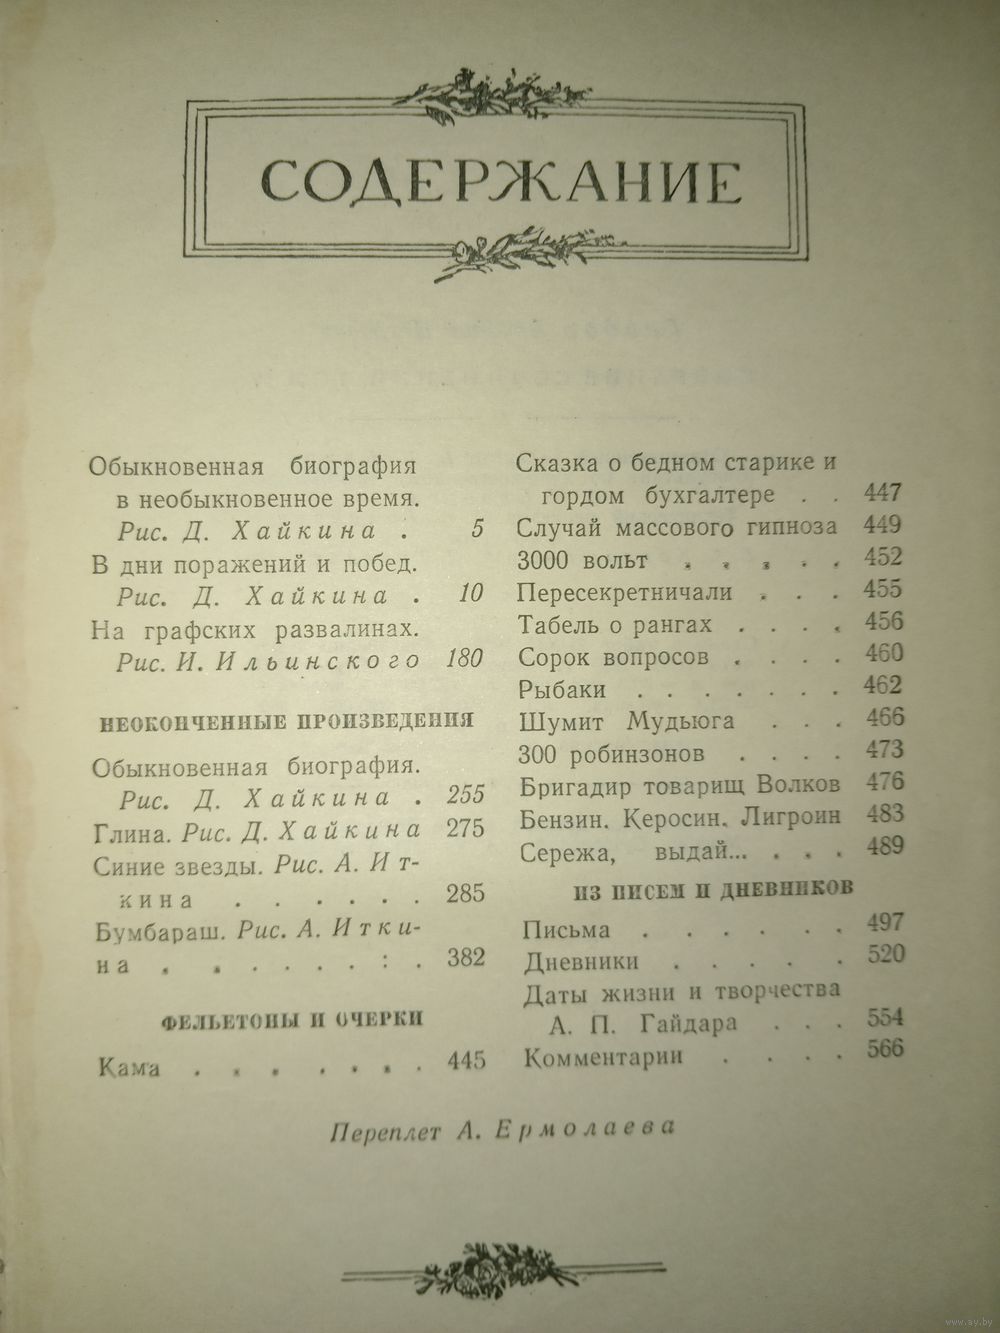 СОДЕРЖАНИЕ
Обыкновенная биография
в необыкновенное время.
Рис. Д. Хайкина . 5
В дни поражений и побед.
Рис. Д. Хайкина . 10
На графских развалинах.
Рис. И. Ильинского 180
НЕОКОНЧЕННЫЕ ПРОИЗВЕДЕНИЯ
Обыкновенная биография.
Рис. Д. Хайкина . 255
Глина. Рис. Д. Хайкина 275
Синие звезды. Рис. А. Ит-
кина . . . . . . 285
Бумбараш. Рис. А. Итки-
на . . . . . . : . 382
ФЕЛЬЕТОНЫ И ОЧЕРКИ
Кама . . . . . . . 445
Сказка о бедном старике и
гордом бухгалтере . . 447
Случай массового гипноза 449
3000 вольт . . . . . 452
Пересекретничали . . . 455
Табель о рангах . . . . 456
Сорок вопросов . . . . 460
Рыбаки . . . . . . . 462
Шумит Мудьюга . . . 466
300 робинзонов . . . . 473
Бригадир товарищ Волков 476
Бензин. Керосин. Лигроин 483
Сережа, выдай... . . . 489
ИЗ ПИСЕМ И ДНЕВНИКОВ
Письма . . . . . . 497
Дневники . . . . . 520
Даты жизни и творчества
А. П. Гайдара . . . 554
Комментарии . . . . 566
Переплет А. Ермолаева
www.ay.by